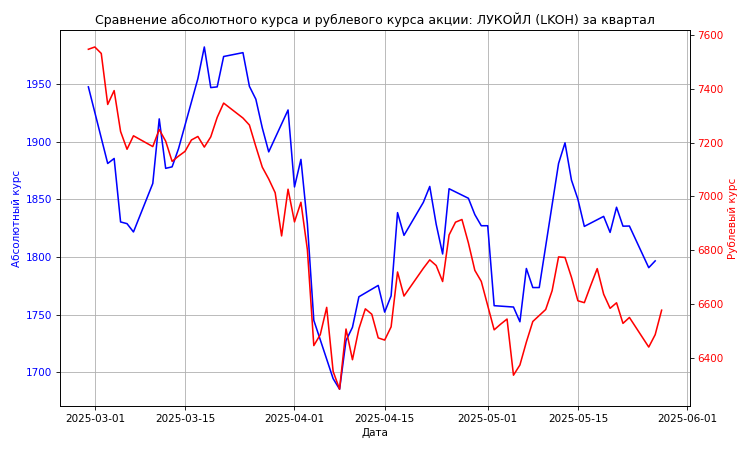 Сравнение абсолютного курса и рублевого курса акции: ЛУКОЙЛ (LKOH) за квартал
7600
1950
7400
1900
7200
1850
7000
Абсолютный курс
Рублевый курс
1800
6800
1750
6600
1700
6400
2025-03-01 2025-03-15 2025-04-01 2025-04-15 2025-05-01 2025-05-15 2025-06-01
Дата